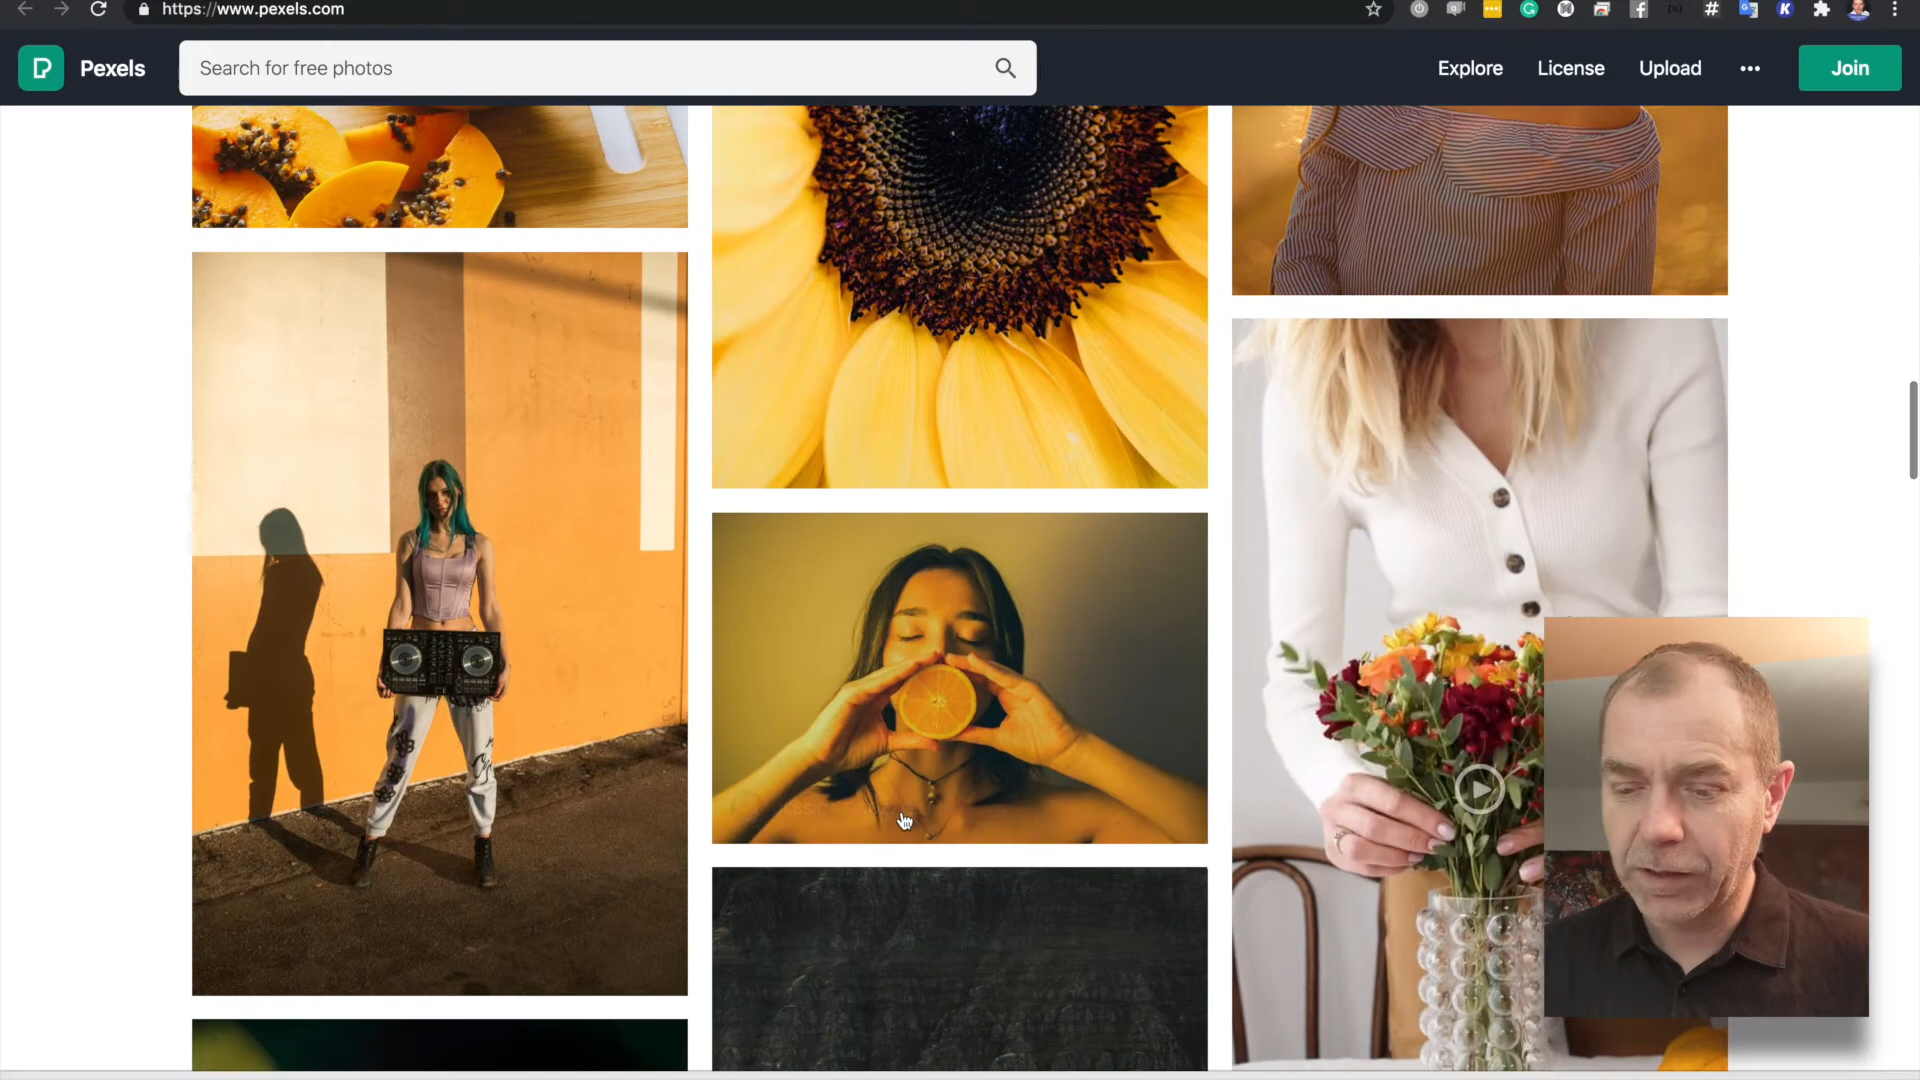 https://www.pexels.com
Pexels
Search for free photos
Explore
License
Upload
Join